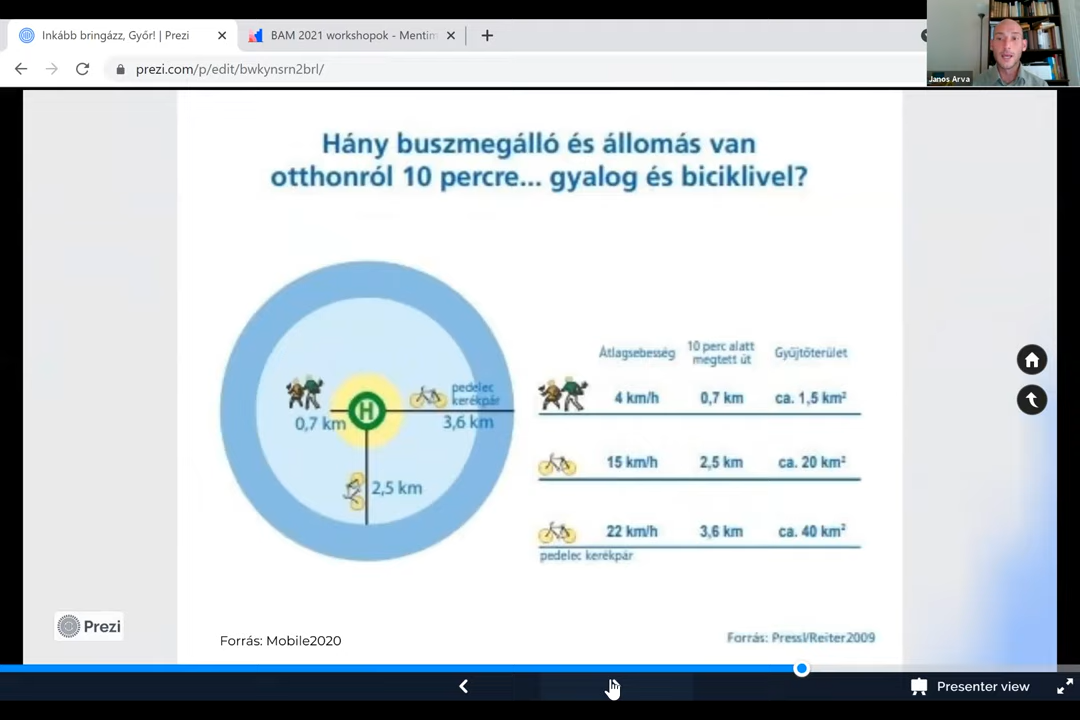 Inkább bringázz, Győr! | Prezi
BAM 2021 workshopok - Mentim
prezi.com/p/edit/bwkynsrn2brl/
Janos Arva
Hány buszmegálló és állomás van
otthonról 10 percre... gyalog és biciklivel?
Átlagsebesség
10 perc alatt
megtett út
Gyűjtőterület
pedelec
kerékpár
H
0,7 km
3,6 km
2,5 km
4 km/h 0,7 km ca. 1,5 km²
15 km/h 2,5 km ca. 20 km²
22 km/h 3,6 km ca. 40 km²
pedelec kerékpár
Prezi
Forrás: Mobile2020
Forrás: Pressl/Reiter2009
Presenter view